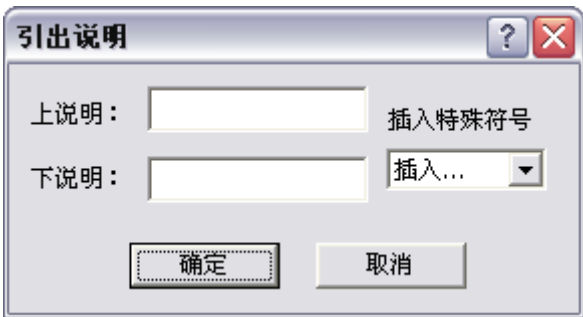 引出说明
上说明：
插入特殊符号
下说明：
插入...
确定
取消